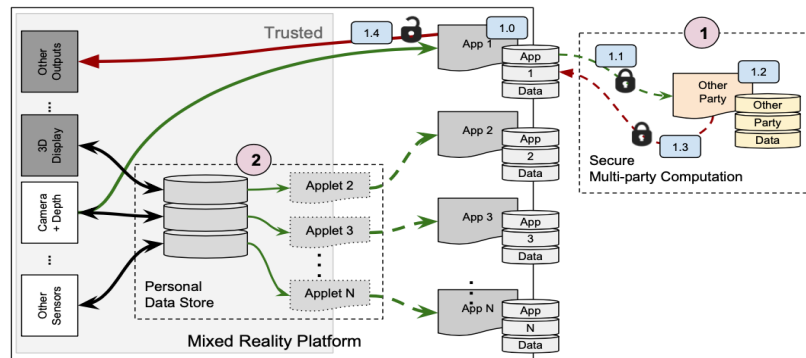 Trusted
1.4
1.0
App 1
App
1
Data
1.1
1
1.2
Other
Party
Other
Party
Data
1.3
Secure
Multi-party Computation
Other
Outputs
...
3D
Display
Camera
+ Depth
...
Other
Sensors
2
Personal
Data Store
Applet 2
Applet 3
Applet N
App 2
App
2
Data
App 3
App
3
Data
App N
App
N
Data
Mixed Reality Platform